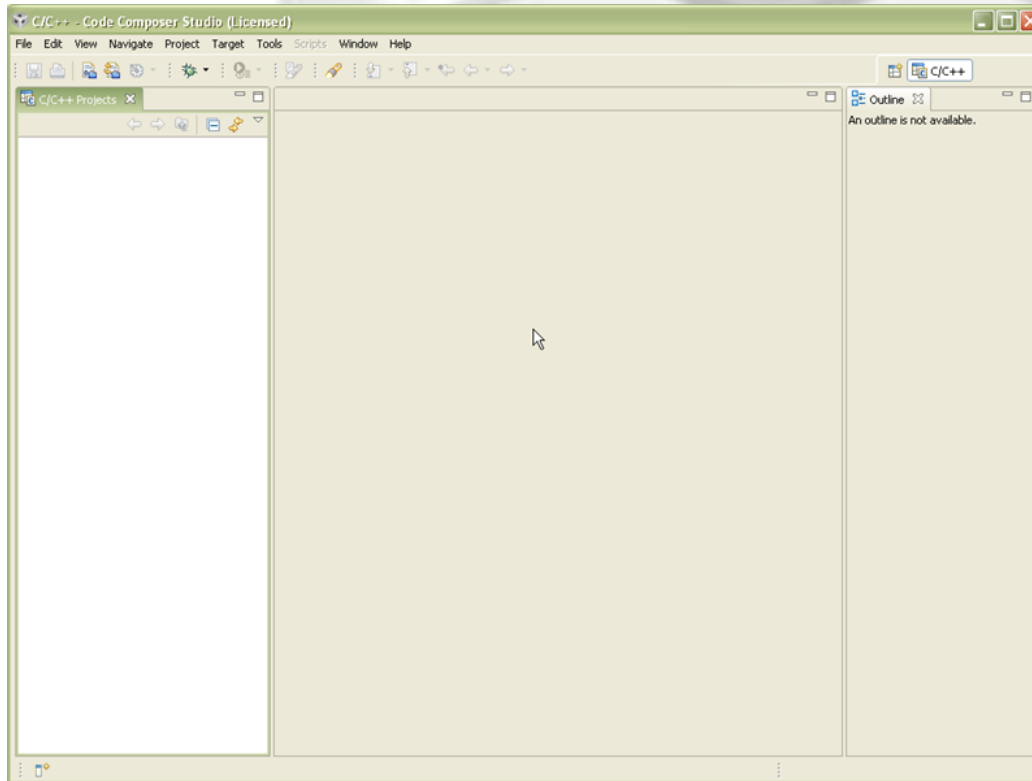 C/C++ - Code Composer Studio (Licensed)
File Edit View Navigate Project Target Tools Scripts Window Help
C/C++
C/C++ Projects
Outline
An outline is not available.